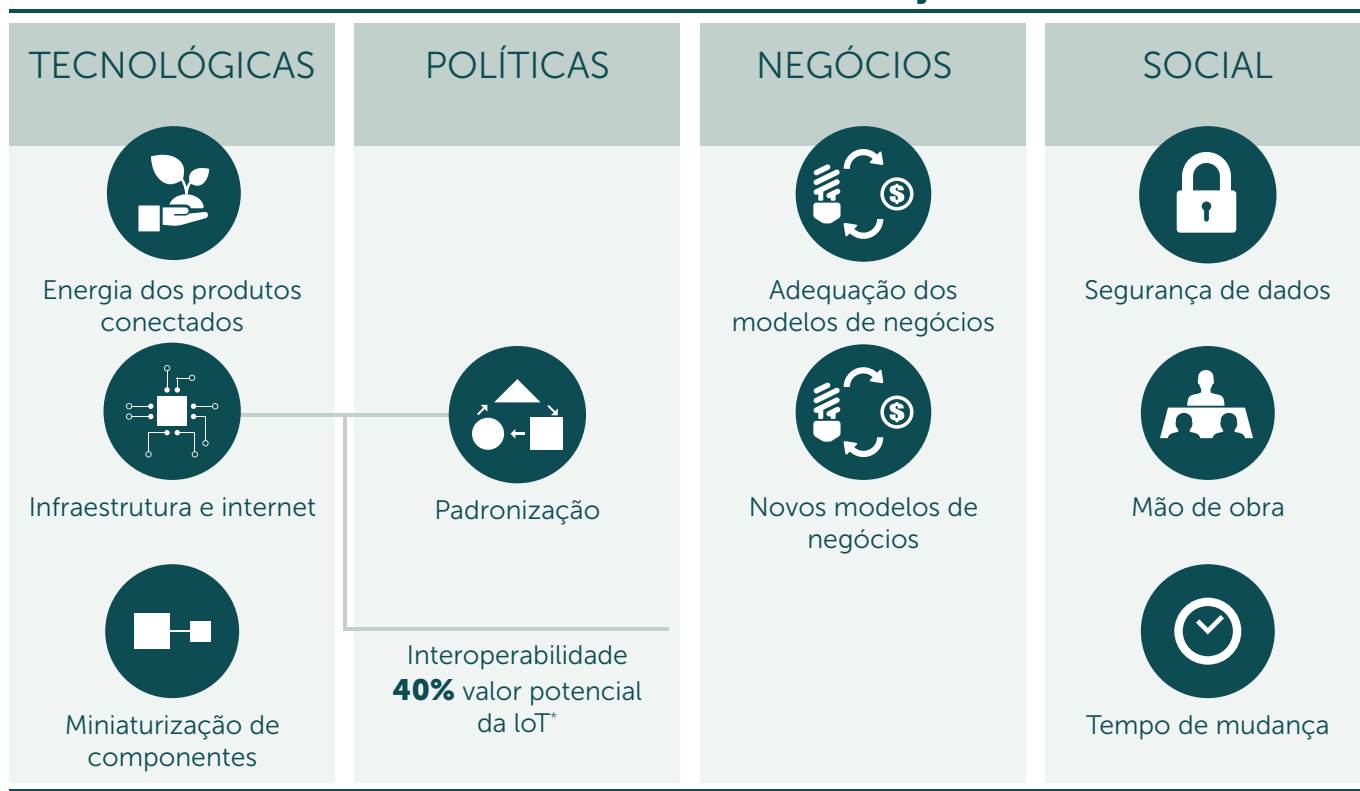 TECNOLÓGICAS
Energia dos produtos
conectados
Infraestrutura e internet
Miniaturização de
componentes
POLÍTICAS
Padronização
Interoperabilidade
40% valor potencial
da IoT*
NEGÓCIOS
Adequação dos
modelos de negócios
Novos modelos de
negócios
SOCIAL
Segurança de dados
Mão de obra
Tempo de mudança